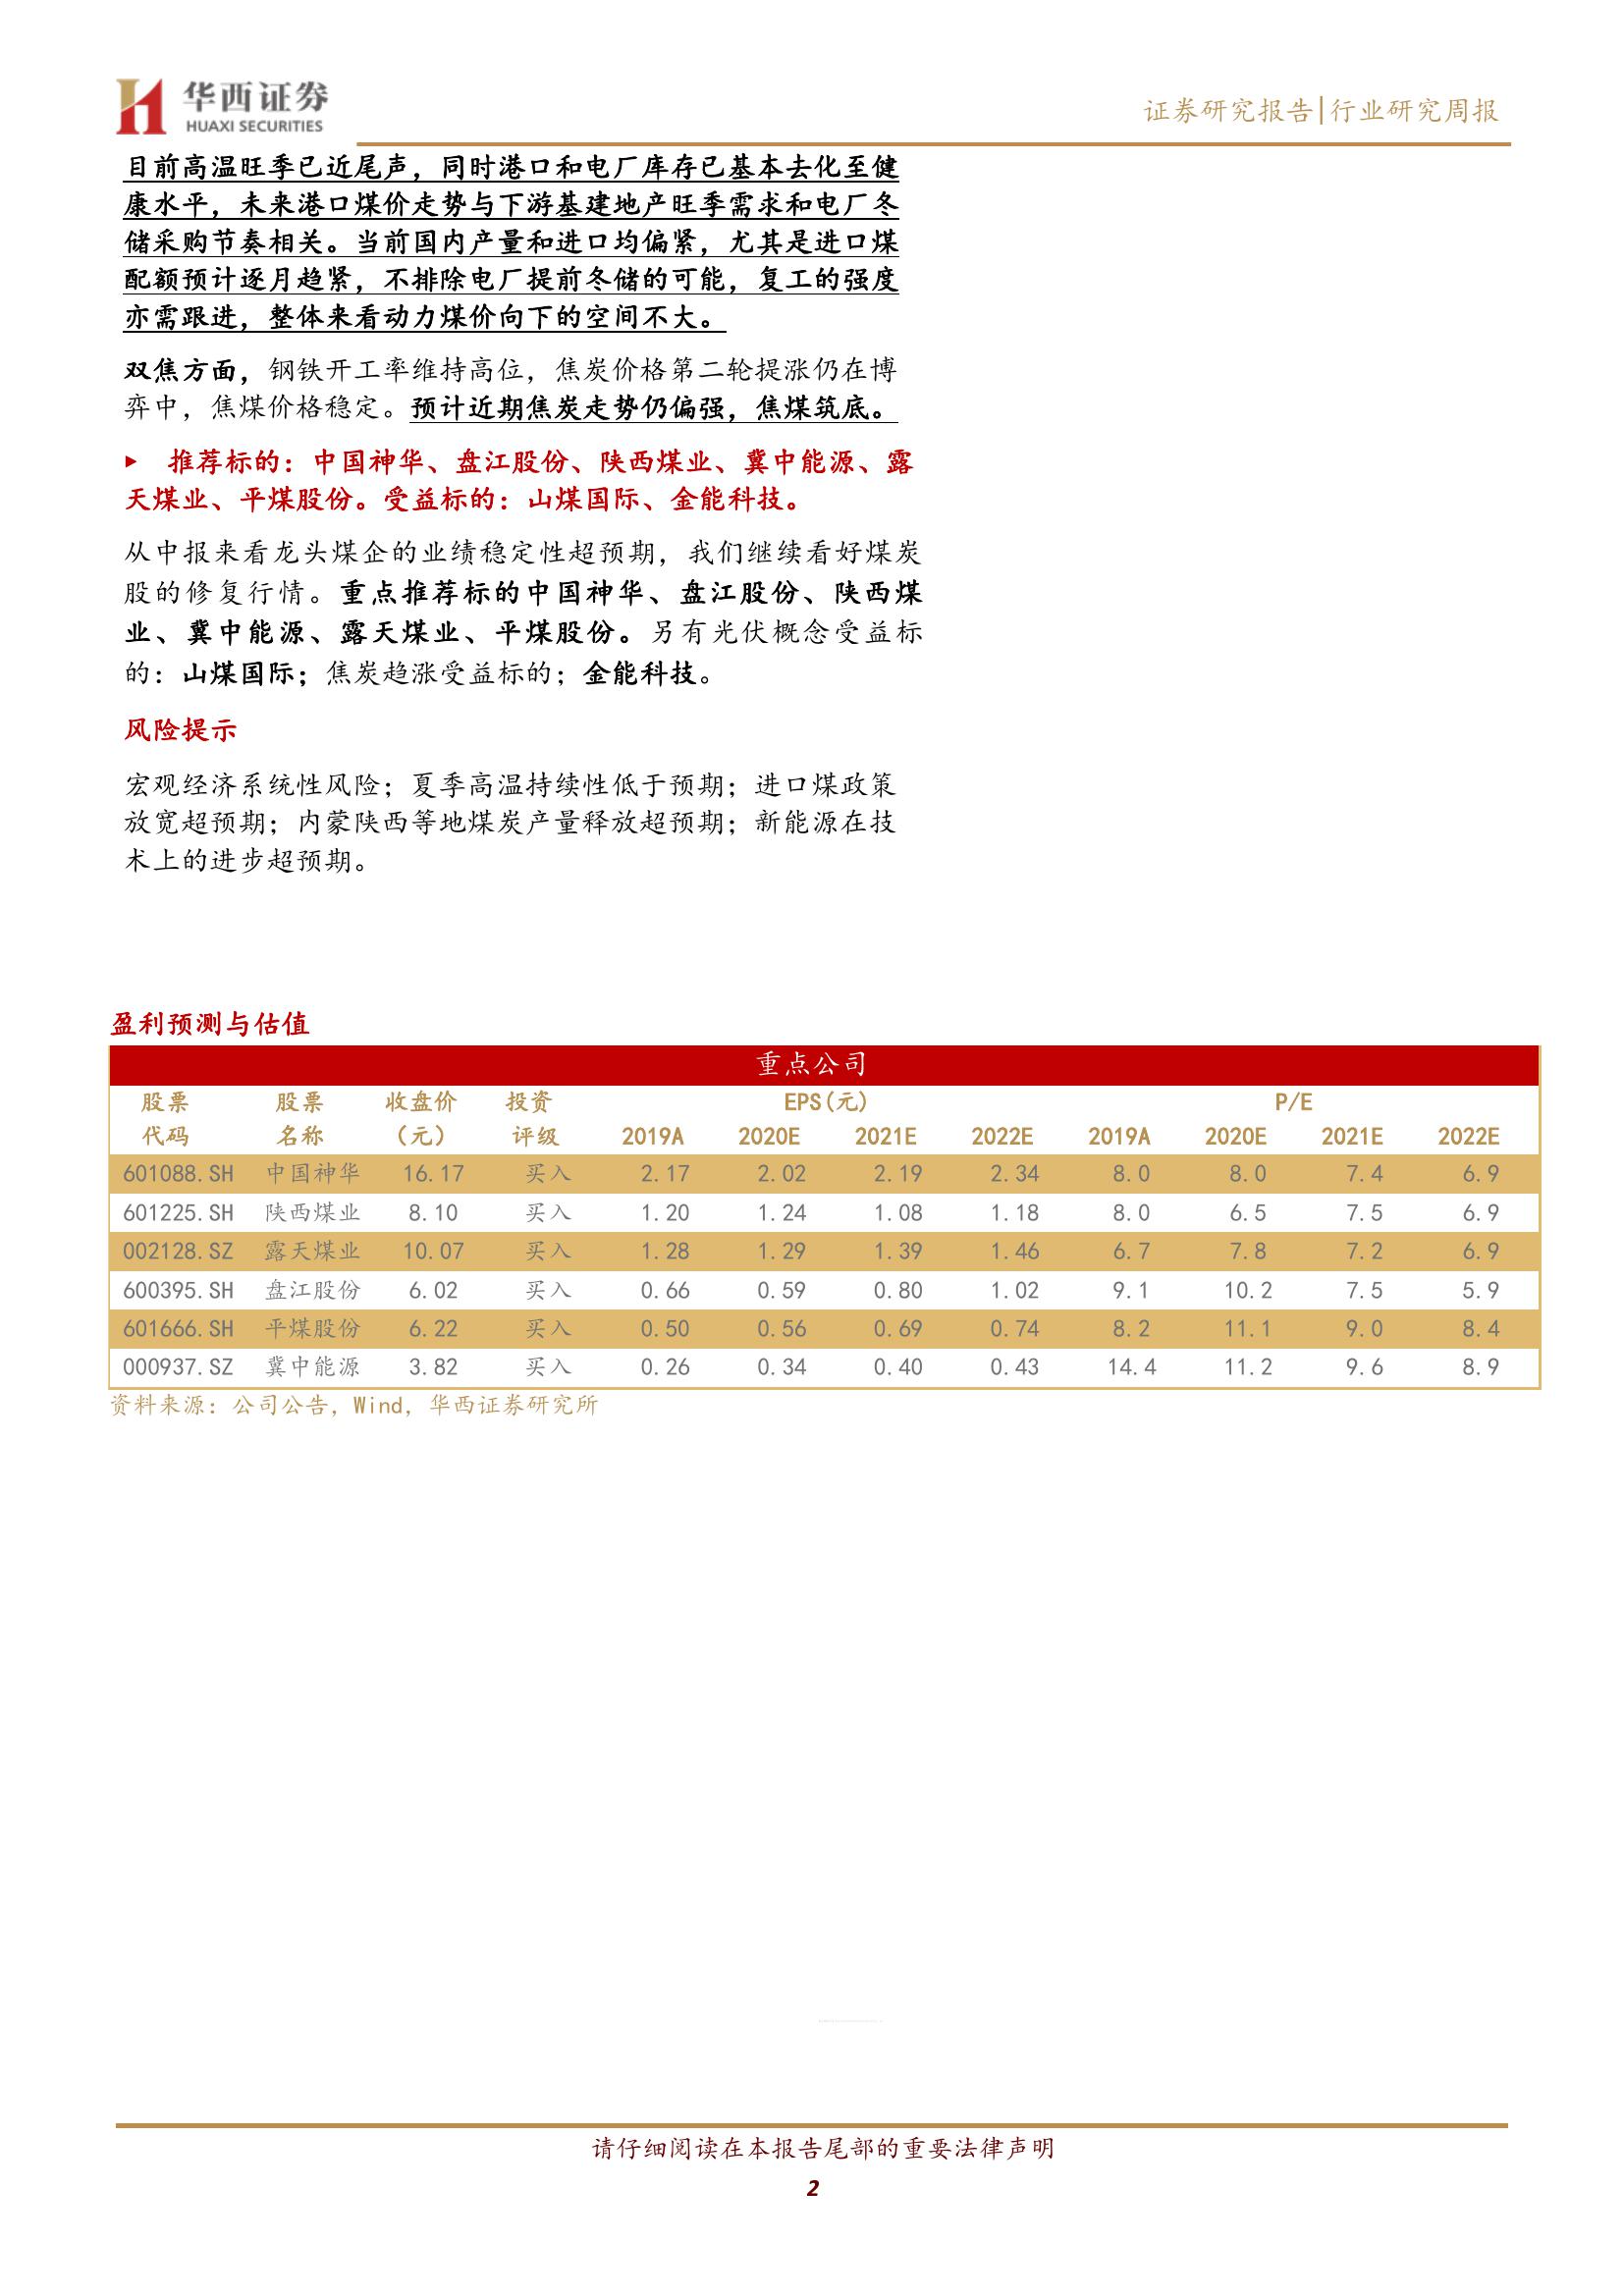 华西证券
HUAXI SECURITIES
证券研究报告|行业研究周报
目前高温旺季已近尾声，同时港口和电厂库存已基本去化至健
康水平，未来港口煤价走势与下游基建地产旺季需求和电厂冬
储采购节奏相关。当前国内产量和进口均偏紧，尤其是进口煤
配额预计逐月趋紧，不排除电厂提前冬储的可能，复工的强度
亦需跟进，整体来看动力煤价向下的空间不大。
双焦方面，钢铁开工率维持高位，焦炭价格第二轮提涨仍在博
弈中，焦煤价格稳定。预计近期焦炭走势仍偏强，焦煤筑底。
▶ 推荐标的：中国神华、盘江股份、陕西煤业、冀中能源、露
天煤业、平煤股份。受益标的：山煤国际、金能科技。
从中报来看龙头煤企的业绩稳定性超预期，我们继续看好煤炭
股的修复行情。重点推荐标的中国神华、盘江股份、陕西煤
业、冀中能源、露天煤业、平煤股份。另有光伏概念受益标
的：山煤国际；焦炭趋涨受益标的；金能科技。
风险提示
宏观经济系统性风险；夏季高温持续性低于预期；进口煤政策
放宽超预期；内蒙陕西等地煤炭产量释放超预期；新能源在技
术上的进步超预期。
盈利预测与估值
重点公司
股票 股票 收盘价 投资 EPS(元) P/E
代码 名称 （元） 评级 2019A 2020E 2021E 2022E 2019A 2020E 2021E 2022E
601088.SH 中国神华 16.17 买入 2.17 2.02 2.19 2.34 8.0 8.0 7.4 6.9
601225.SH 陕西煤业 8.10 买入 1.20 1.24 1.08 1.18 8.0 6.5 7.5 6.9
002128.SZ 露天煤业 10.07 买入 1.28 1.29 1.39 1.46 6.7 7.8 7.2 6.9
600395.SH 盘江股份 6.02 买入 0.66 0.59 0.80 1.02 9.1 10.2 7.5 5.9
601666.SH 平煤股份 6.22 买入 0.50 0.56 0.69 0.74 8.2 11.1 9.0 8.4
000937.SZ 冀中能源 3.82 买入 0.26 0.34 0.40 0.43 14.4 11.2 9.6 8.9
资料来源：公司公告，Wind，华西证券研究所
请仔细阅读在本报告尾部的重要法律声明
2